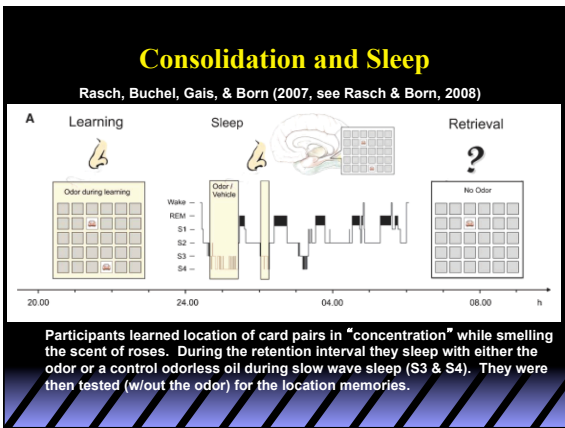 Consolidation and Sleep
Rasch, Buchel, Gais, & Born (2007, see Rasch & Born, 2008)
A
Learning
Sleep
Retrieval
?
Odor during learning
Odor /
Vehicle
No Odor
Wake
REM
S1
S2
S3
S4
20.00 24.00 04.00 08.00 h
Participants learned location of card pairs in “concentration” while smelling
the scent of roses. During the retention interval they sleep with either the
odor or a control odorless oil during slow wave sleep (S3 & S4). They were
then tested (w/out the odor) for the location memories.